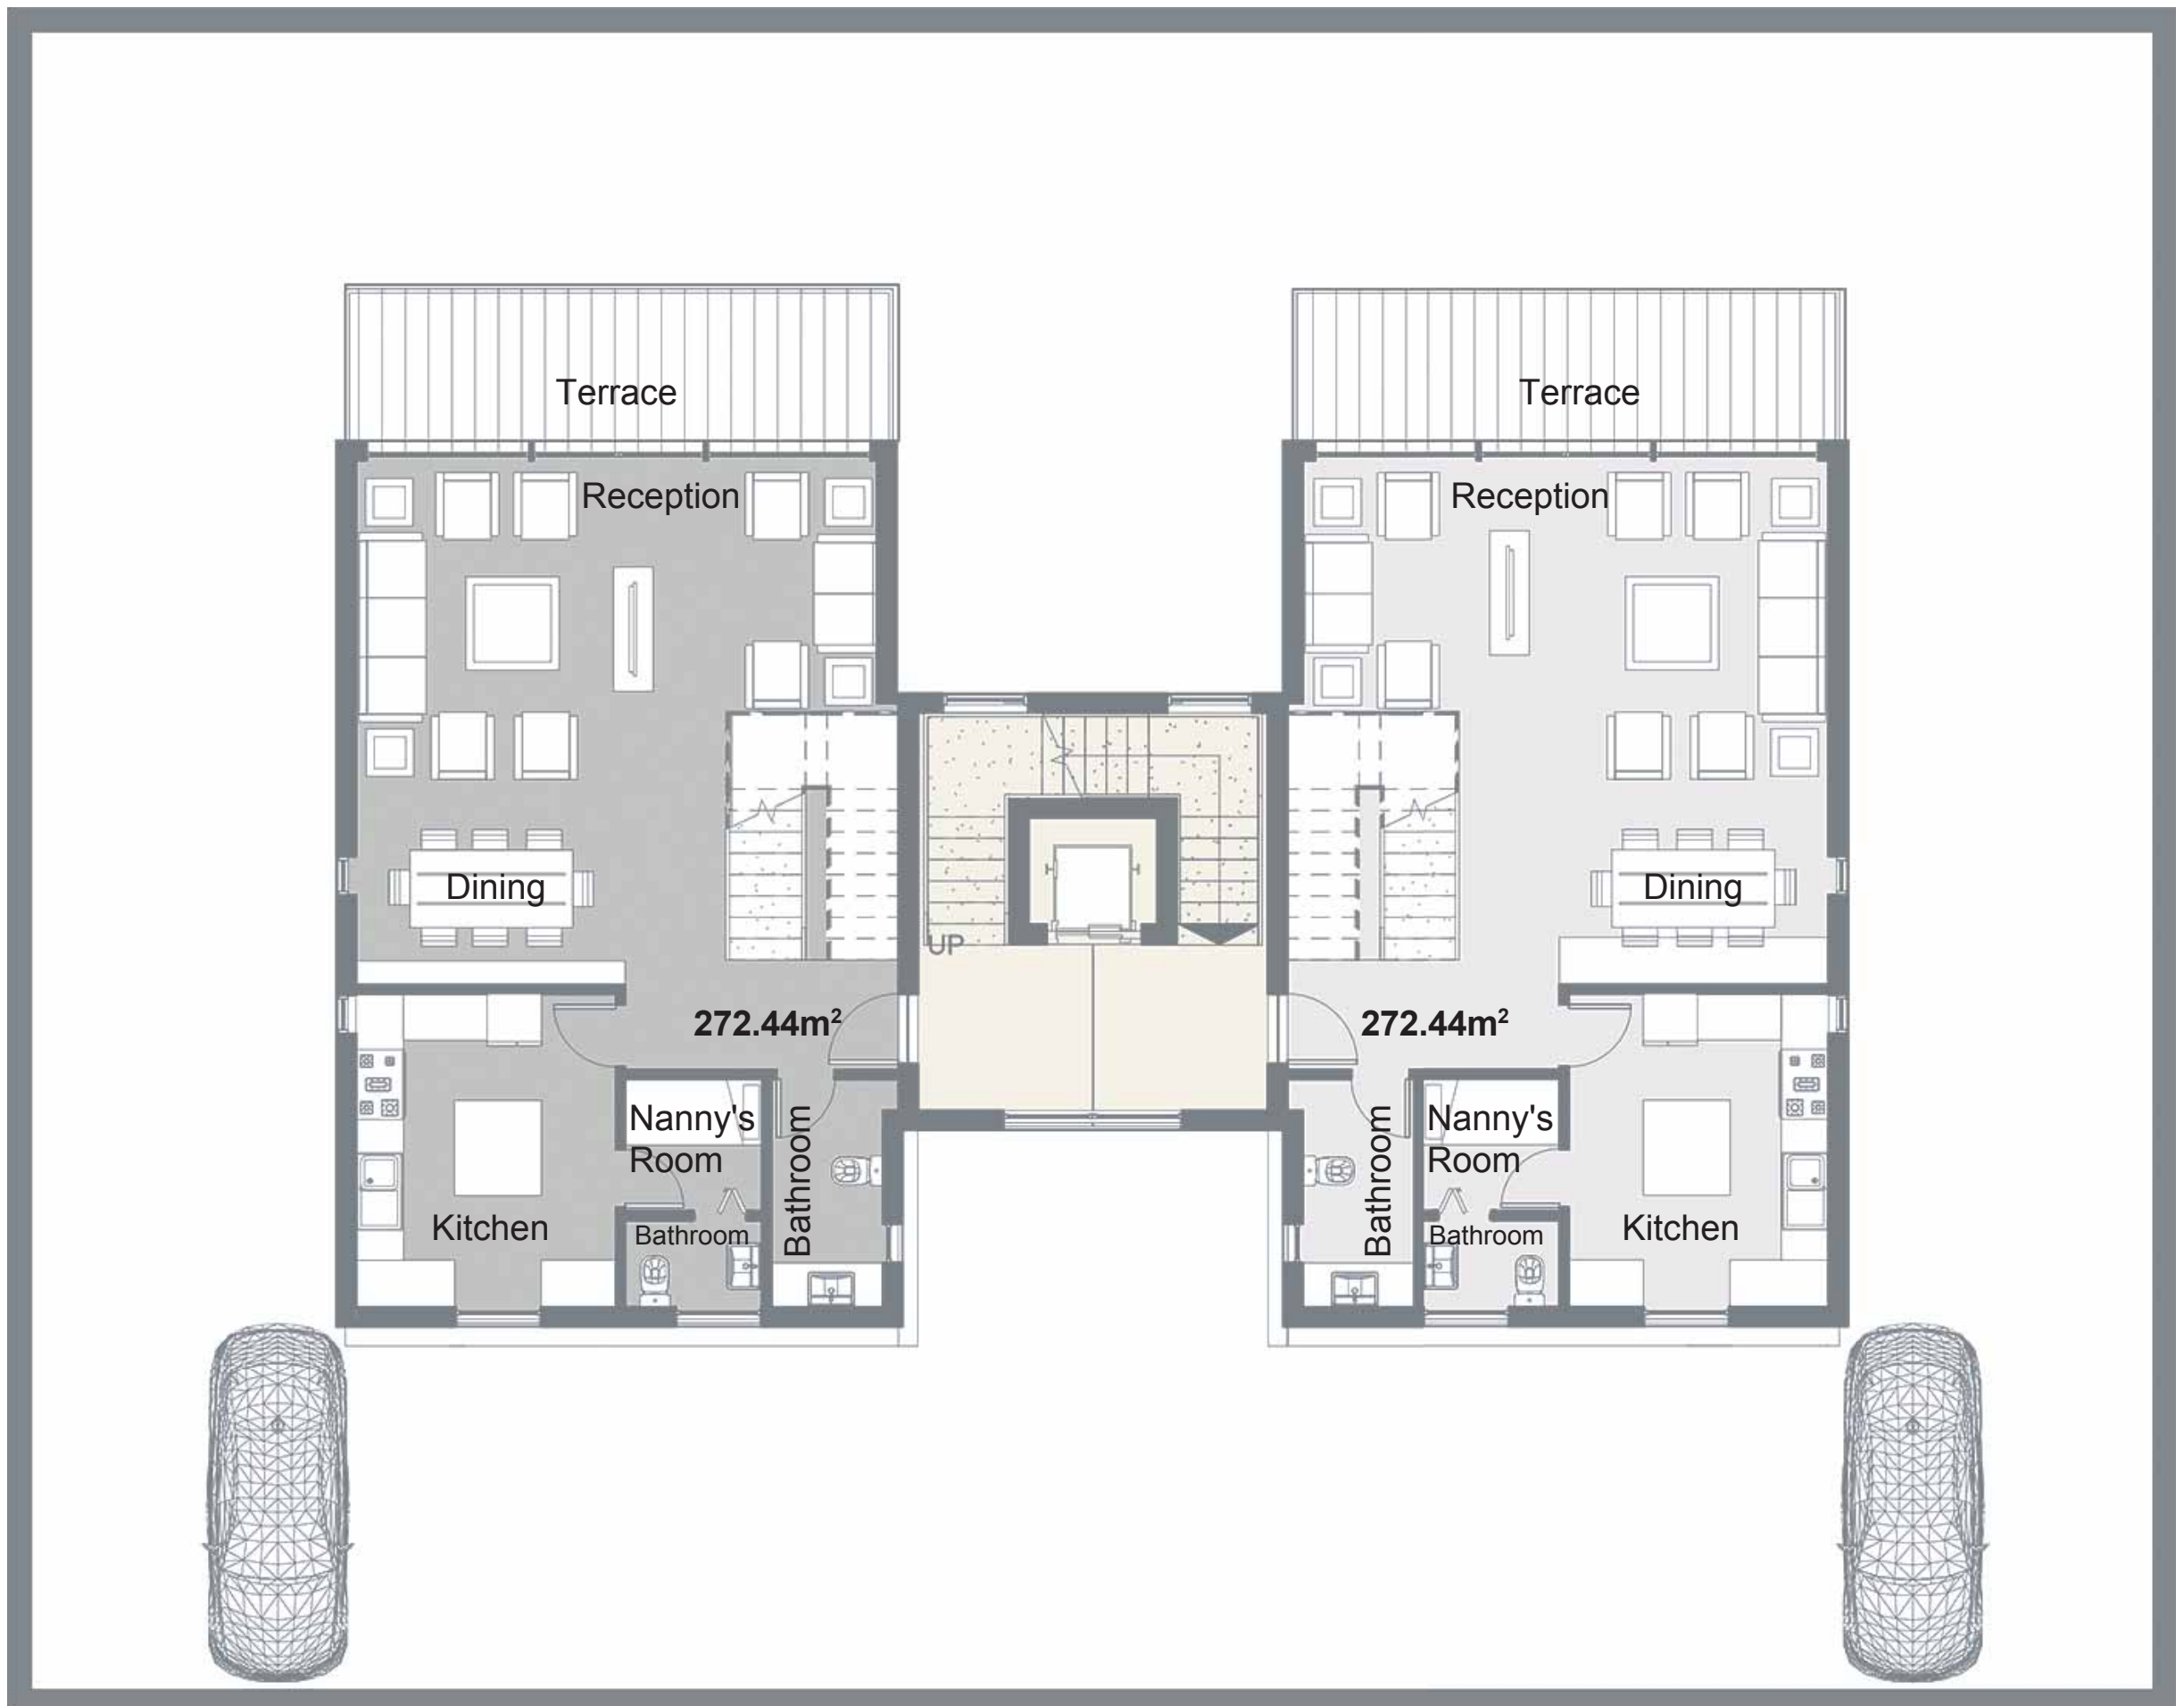 Terrace
Terrace
Reception
Reception
Dining
Dining
UP
272.44m²
272.44m²
Nanny's
Room
Bathroom
Bathroom
Nanny's
Room
Kitchen
Bathroom
Bathroom
Kitchen